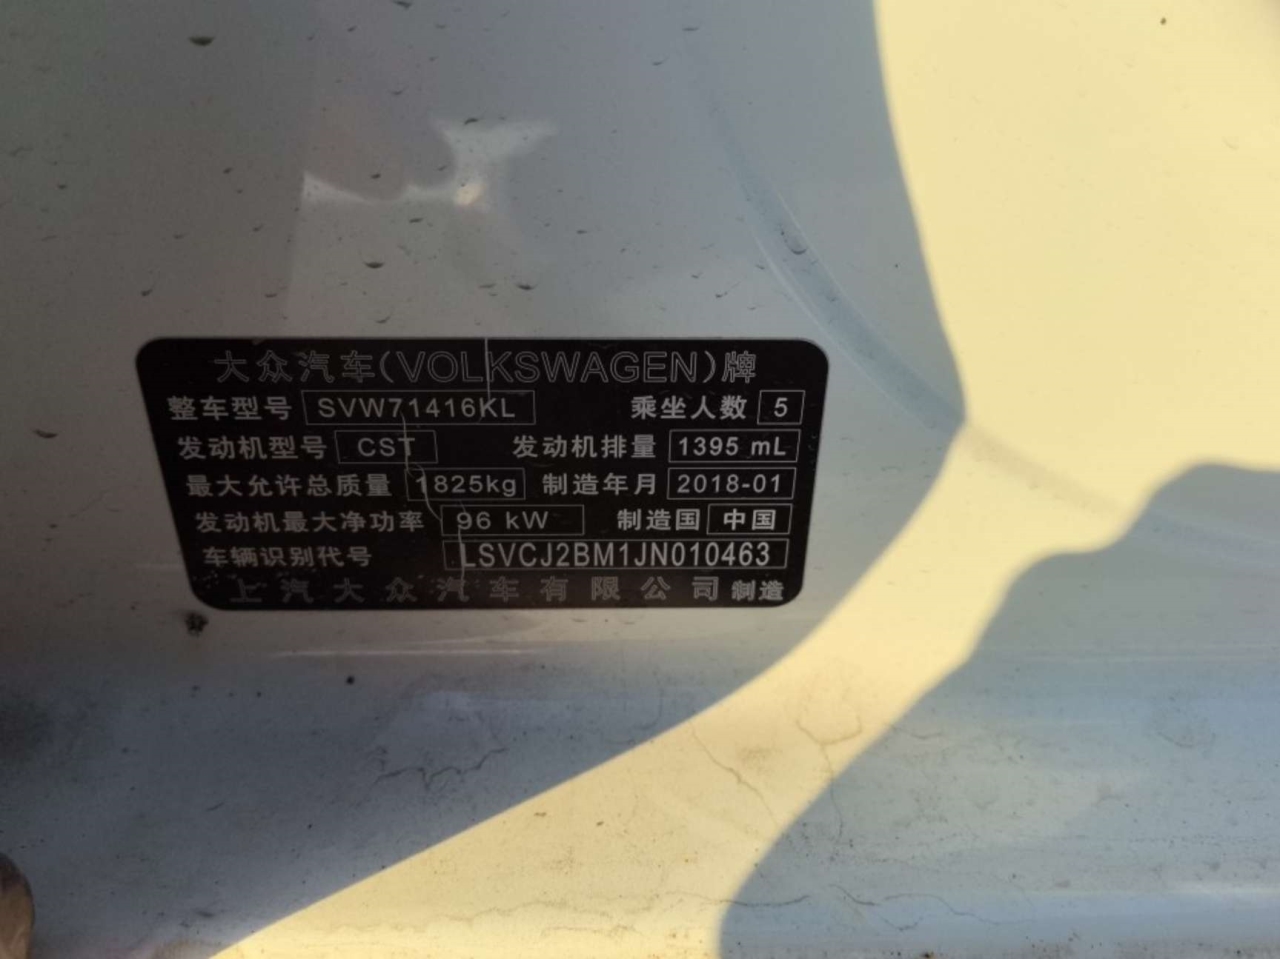 大众汽车(VOLKSWAGEN)牌
整车型号 SVW71416KL 乘坐人数 5
发动机型号 CST 发动机排量 1395 mL
最大允许总质量 1825kg 制造年月 2018-01
发动机最大净功率 96 kW 制造国 中国
车辆识别代号 LSVCJ2BM1JN010463
上汽大众汽车有限公司 制造